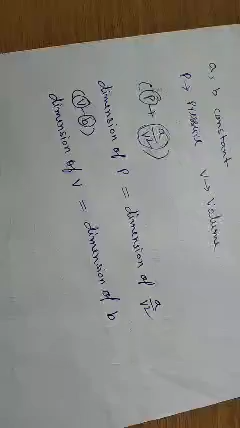 a, b constant
P → Pressure V → Volume
(P + a/V²)
dimension of P = dimension of a/V²
(V+b)
dimension of V = dimension of b